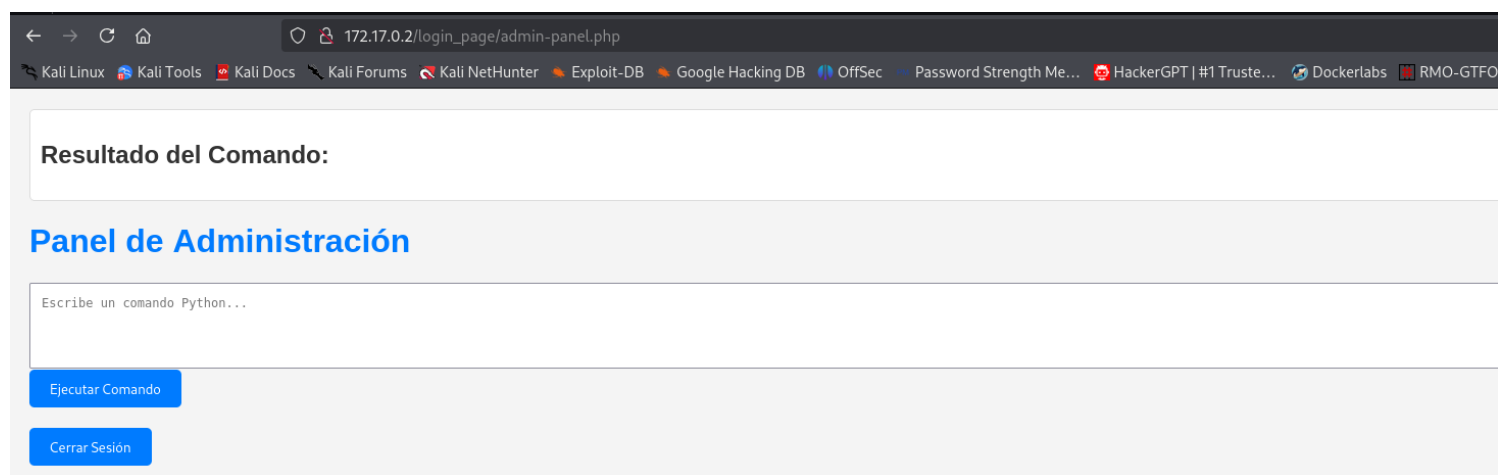 172.17.0.2/login_page/admin-panel.php
Kali Linux Kali Tools Kali Docs Kali Forums Kali NetHunter Exploit-DB Google Hacking DB OffSec Password Strength Me... HackerGPT | #1 Truste... Dockerlabs RMO-GTFO
Resultado del Comando:
Panel de Administración
Escribe un comando Python...
Ejecutar Comando
Cerrar Sesión